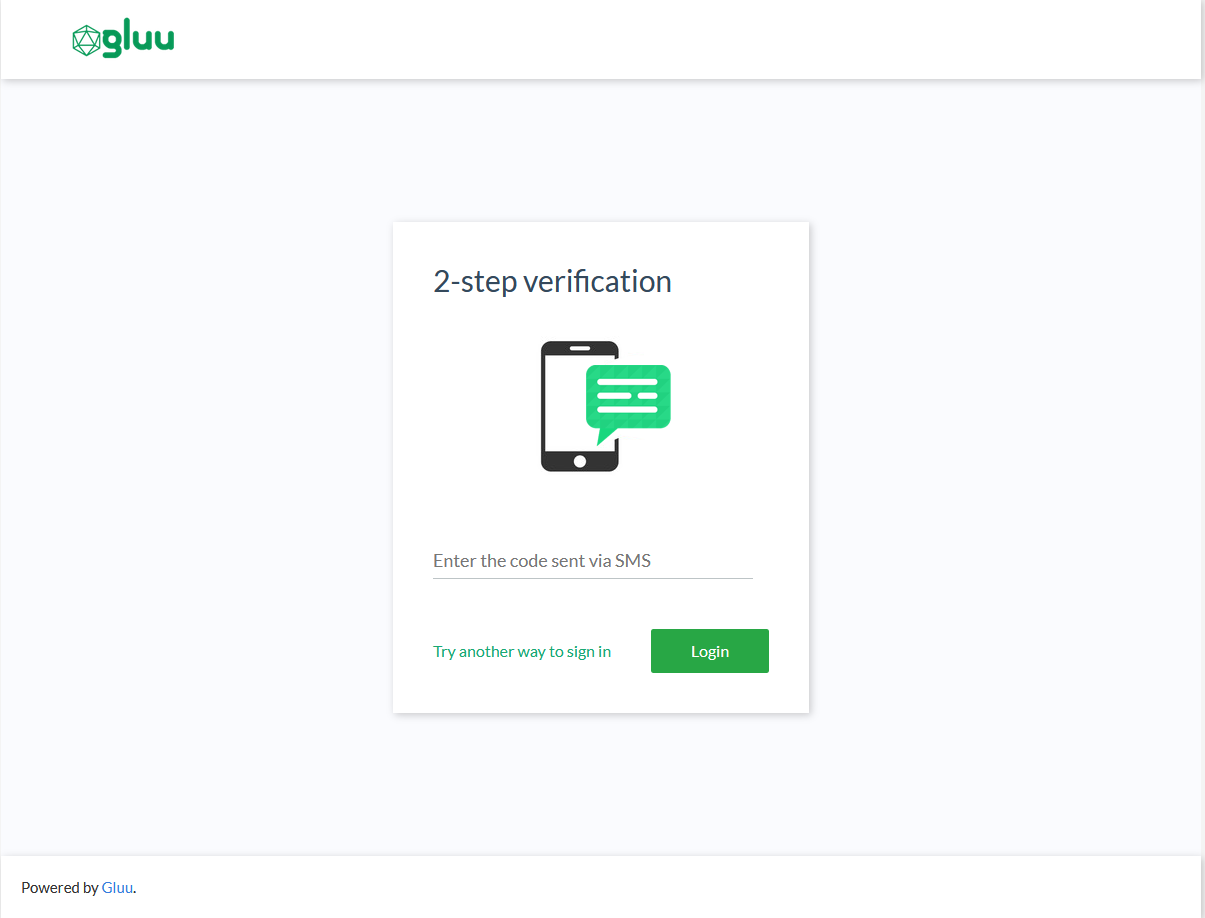 gluu
2-step verification
Enter the code sent via SMS
Try another way to sign in
Login
Powered by Gluu.